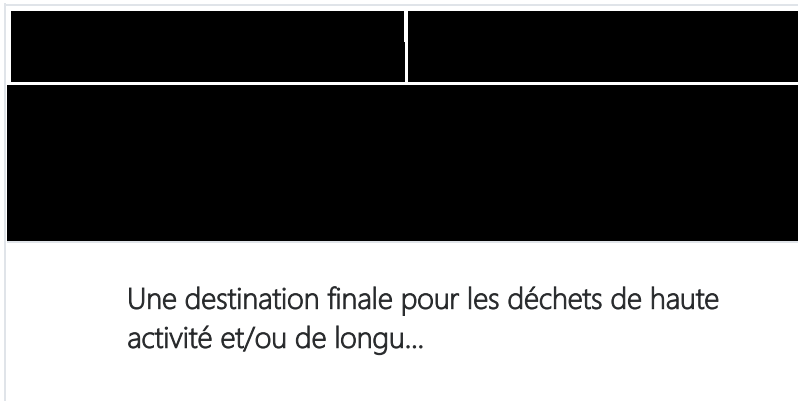 Une destination finale pour les déchets de haute
activité et/ou de longu...